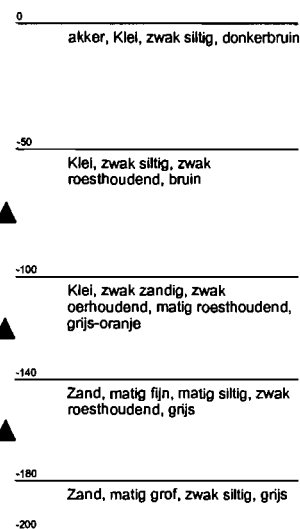 0
akker, Klei, zwak siltig, donkerbruin
-50
Klei, zwak siltig, zwak
roesthoudend, bruin
-100
Klei, zwak zandig, zwak
oerhoudend, matig roesthoudend,
grijs-oranje
-140
Zand, matig fijn, matig siltig, zwak
roesthoudend, grijs
-180
Zand, matig grof, zwak siltig, grijs
-200